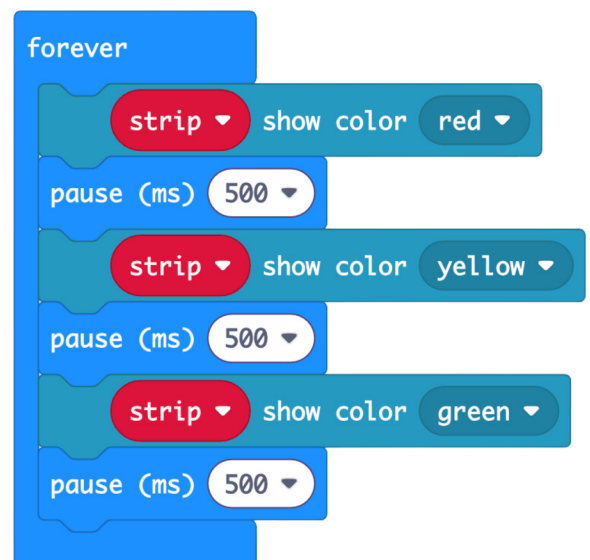 forever
strip show color red
pause (ms) 500
strip show color yellow
pause (ms) 500
strip show color green
pause (ms) 500